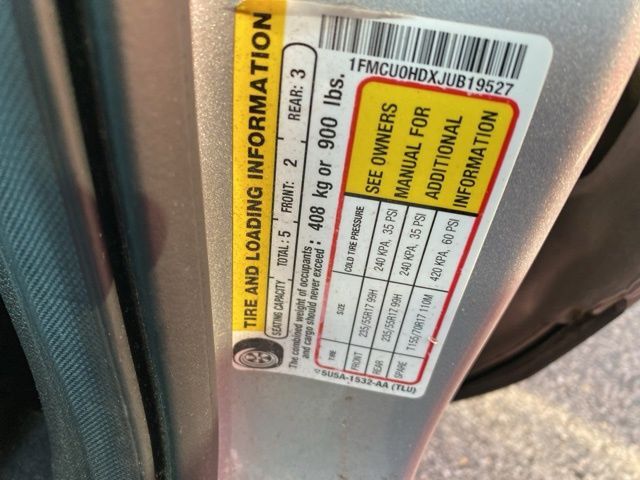 TIRE AND LOADING INFORMATION
SEATING CAPACITY TOTAL: 5 FRONT: 2 REAR: 3
The combined weight of occupants
and cargo should never exceed: 408 kg or 900 lbs.
TIRE SIZE COLD TIRE PRESSURE SEE OWNERS
FRONT 235/55R17 99H 240 KPA, 35 PSI MANUAL FOR
REAR 235/55R17 99H 240 KPA, 35 PSI ADDITIONAL
SPARE T155/70R17 110M 420 KPA, 60 PSI INFORMATION
5U5A-1532-AA (TLU)
1FMCU0HDXJUB19527